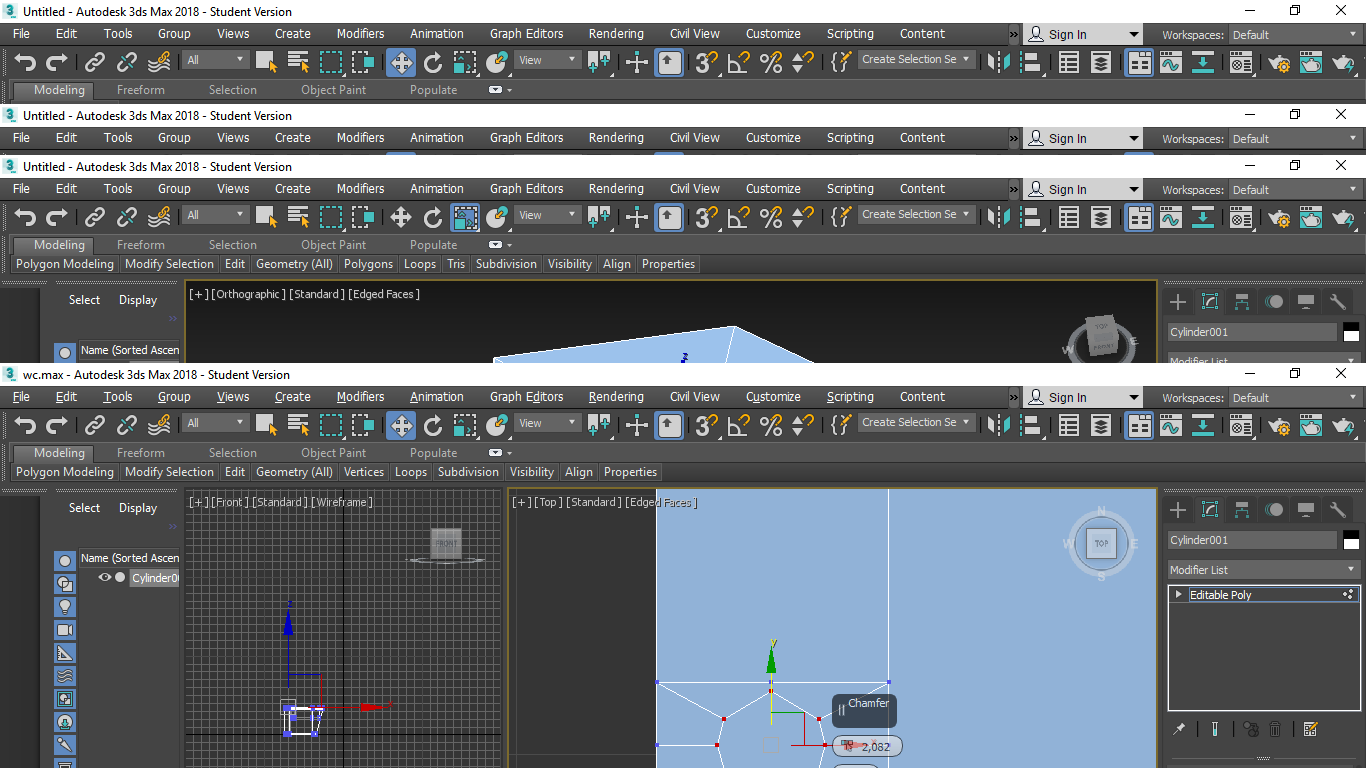 Untitled - Autodesk 3ds Max 2018 - Student Version
File Edit Tools Group Views Create Modifiers Animation Graph Editors Rendering Civil View Customize Scripting Content » Sign In Workspaces: Default
All View 3 Create Selection Se
Modeling Freeform Selection Object Paint Populate
Untitled - Autodesk 3ds Max 2018 - Student Version
File Edit Tools Group Views Create Modifiers Animation Graph Editors Rendering Civil View Customize Scripting Content » Sign In Workspaces: Default
Untitled - Autodesk 3ds Max 2018 - Student Version
File Edit Tools Group Views Create Modifiers Animation Graph Editors Rendering Civil View Customize Scripting Content » Sign In Workspaces: Default
All View 3 Create Selection Se
Modeling Freeform Selection Object Paint Populate
Polygon Modeling Modify Selection Edit Geometry (All) Polygons Loops Tris Subdivision Visibility Align Properties
Select Display [+] [Orthographic] [Standard] [Edged Faces]
»
TOP
FRONT
W E
Cylinder001
Name (Sorted Ascen
z
Modifier List
wc.max - Autodesk 3ds Max 2018 - Student Version
File Edit Tools Group Views Create Modifiers Animation Graph Editors Rendering Civil View Customize Scripting Content » Sign In Workspaces: Default
All View 3 Create Selection Se
Modeling Freeform Selection Object Paint Populate
Polygon Modeling Modify Selection Edit Geometry (All) Vertices Loops Subdivision Visibility Align Properties
Select Display [+] [Front] [Standard] [Wireframe] [+] [Top] [Standard] [Edged Faces]
»
N
W TOP E
S
FRONT
Cylinder001
Name (Sorted Ascen
Modifier List
Cylinder00
Editable Poly
y
Chamfer
2,082